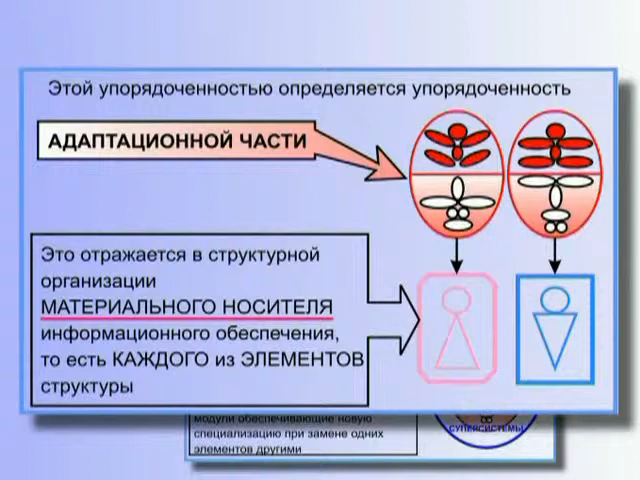 Этой упорядоченностью определяется упорядоченность
АДАПТАЦИОННОЙ ЧАСТИ
Это отражается в структурной
организации
МАТЕРИАЛЬНОГО НОСИТЕЛЯ
информационного обеспечения,
то есть КАЖДОГО из ЭЛЕМЕНТОВ
структуры
модули обеспечивающие новую
специализацию при замене одних
элементов другими
СУПЕРСИСТЕМЫ